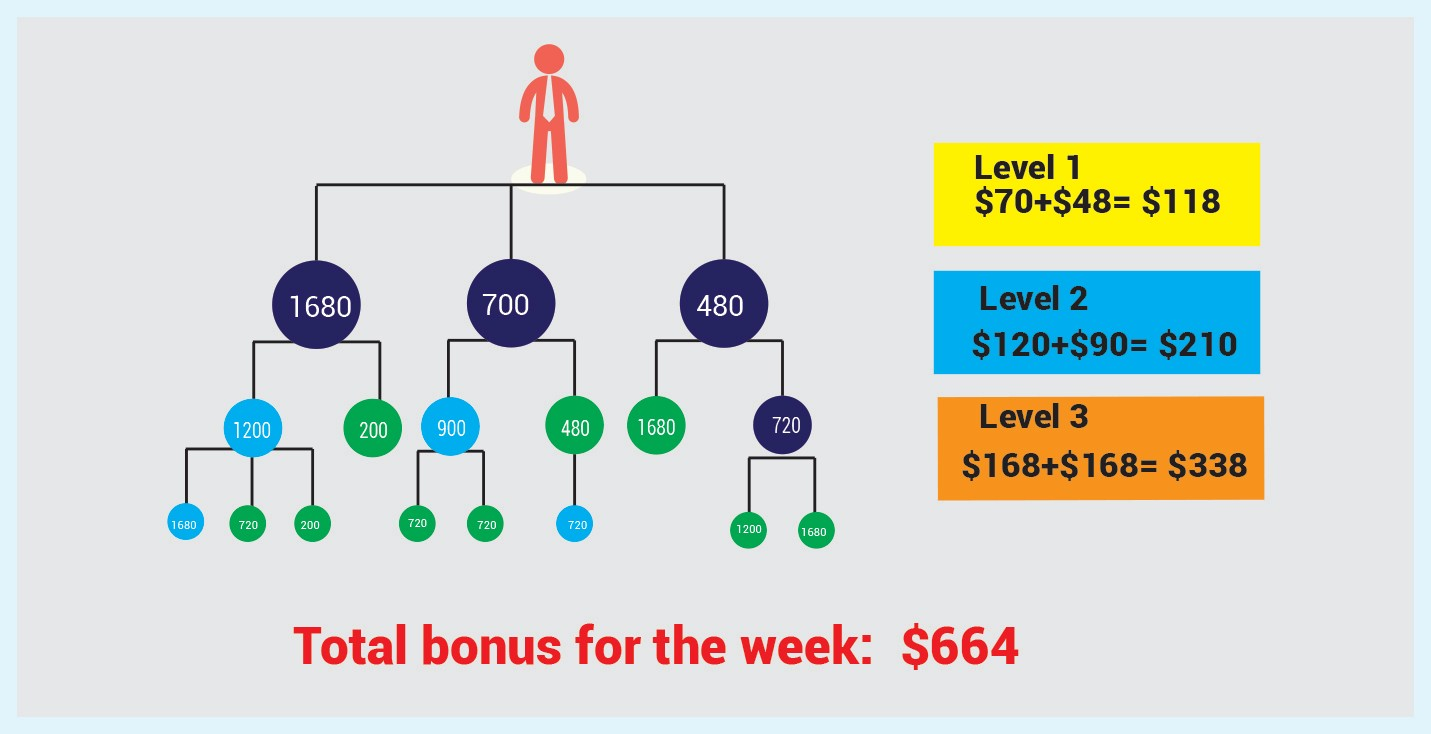 1680 700 480
1200 200 900 480 1680 720
1680 720 200 720 720 720 1200 1680
Level 1
$70+$48= $118
Level 2
$120+$90= $210
Level 3
$168+$168= $338
Total bonus for the week: $664